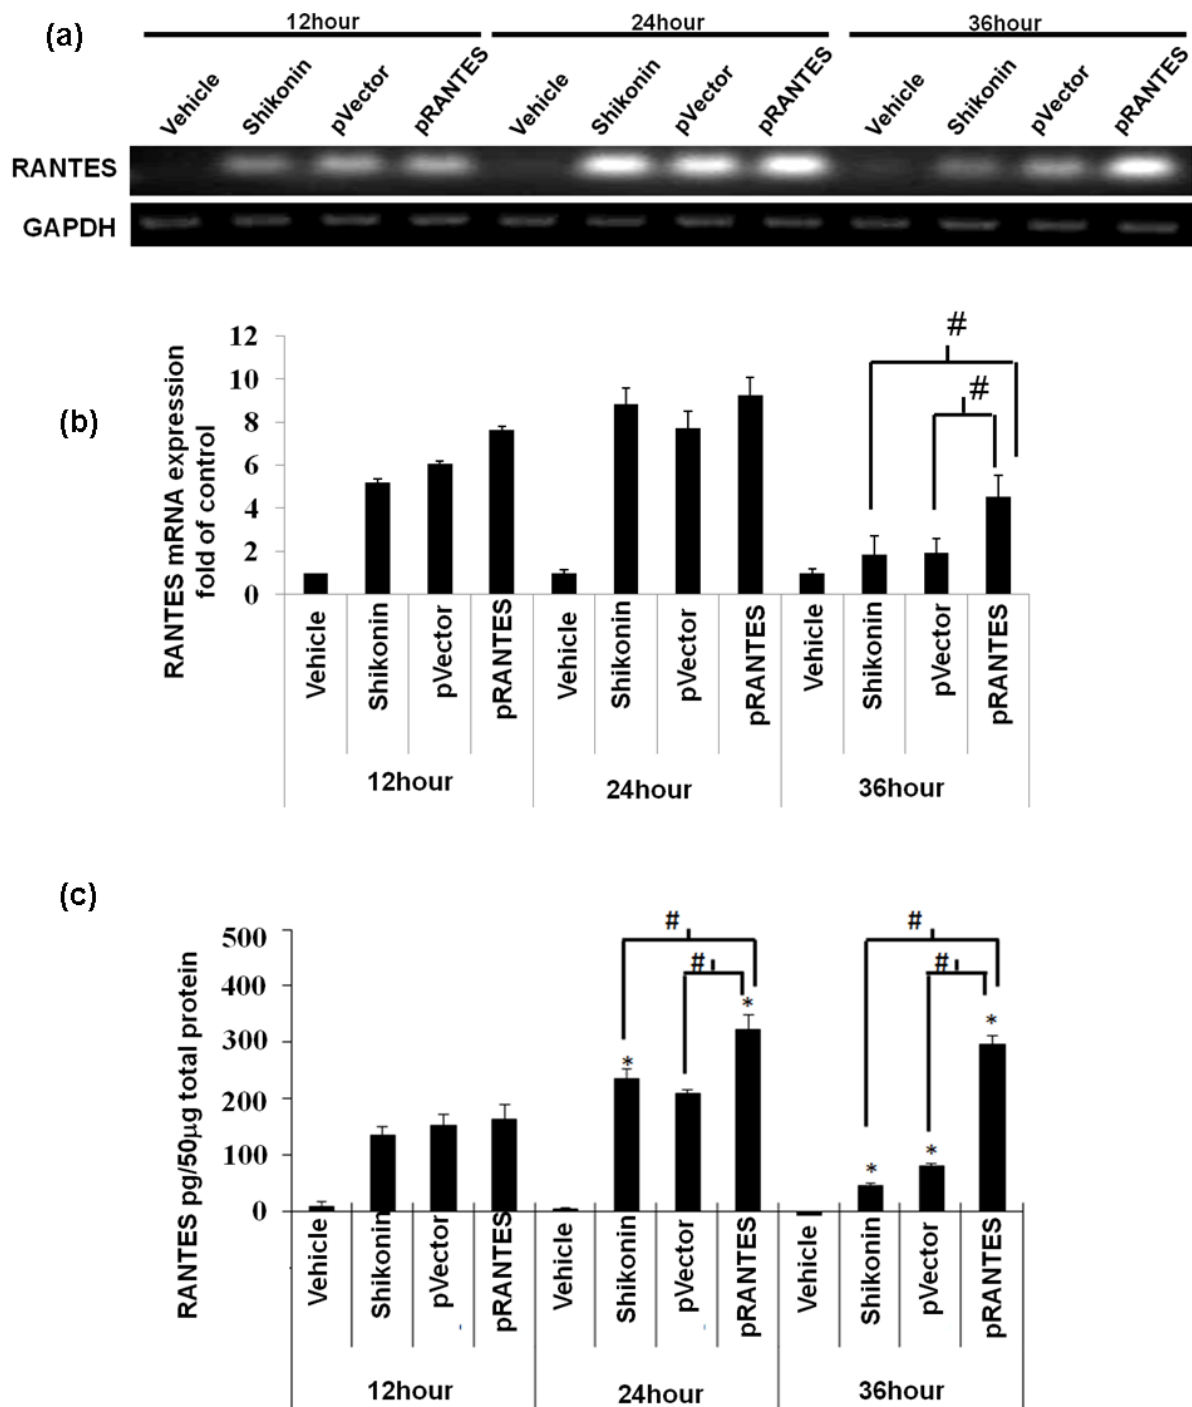 (a)
12hour 24hour 36hour
Vehicle Shikonin pVector pRANTES Vehicle Shikonin pVector pRANTES Vehicle Shikonin pVector pRANTES
RANTES
GAPDH
(b)
RANTES mRNA expression
fold of control
12
10
8
6
4
2
0
#
#
Vehicle Shikonin pVector pRANTES Vehicle Shikonin pVector pRANTES Vehicle Shikonin pVector pRANTES
12hour 24hour 36hour
(c)
RANTES pg/50µg total protein
500
400
300
200
100
0
# #
# #
* * * * *
Vehicle Shikonin pVector pRANTES Vehicle Shikonin pVector pRANTES Vehicle Shikonin pVector pRANTES
12hour 24hour 36hour